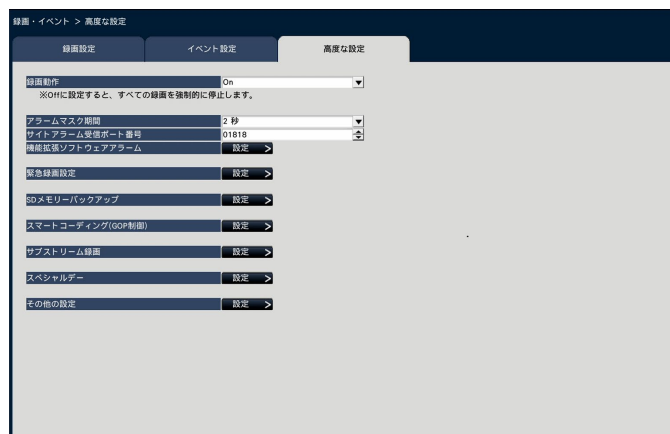 録画・イベント > 高度な設定
録画設定 イベント設定 高度な設定
録画動作 On
※Offに設定すると、すべての録画を強制的に停止します。
アラームマスク期間 2 秒
サイトアラーム受信ポート番号 01818
機能拡張ソフトウェアアラーム 設定 >
緊急録画設定 設定 >
SDメモリーバックアップ 設定 >
スマートコーディング(GOP制御) 設定 >
サブストリーム録画 設定 >
スペシャルデー 設定 >
その他の設定 設定 >